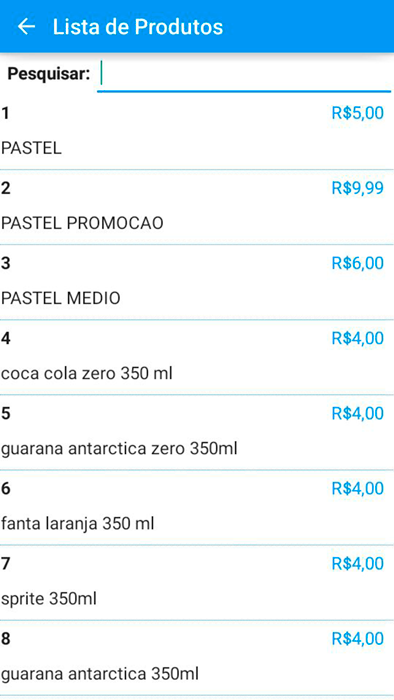 Lista de Produtos
Pesquisar:
1 R$5,00
PASTEL
2 R$9,99
PASTEL PROMOCAO
3 R$6,00
PASTEL MEDIO
4 R$4,00
coca cola zero 350 ml
5 R$4,00
guarana antarctica zero 350ml
6 R$4,00
fanta laranja 350 ml
7 R$4,00
sprite 350ml
8 R$4,00
guarana antarctica 350ml